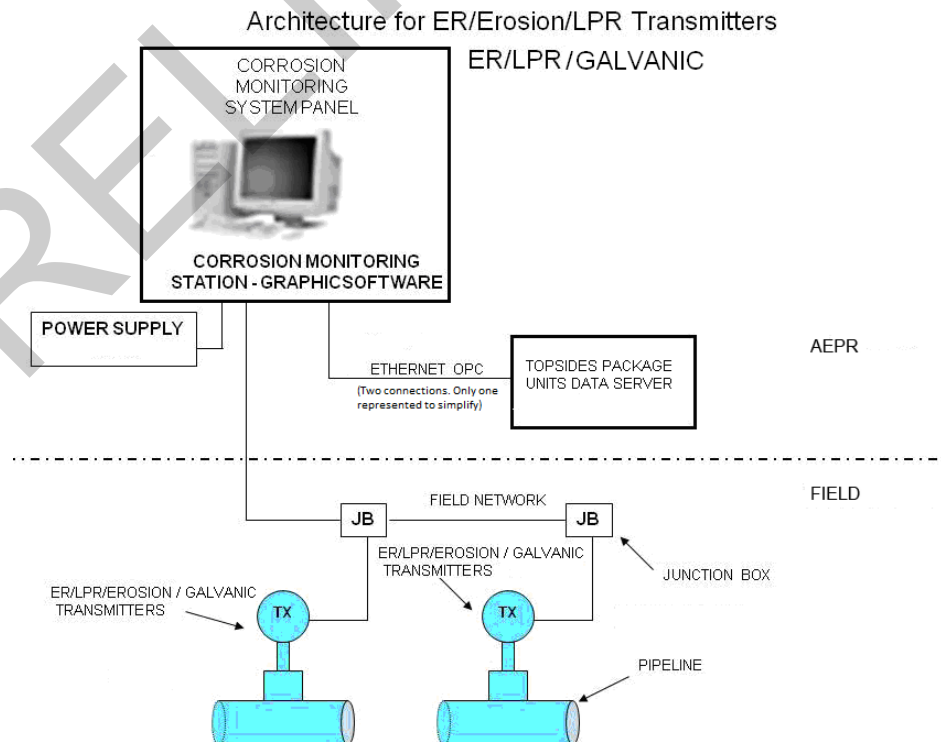 Architecture for ER/Erosion/LPR Transmitters
ER/LPR/GALVANIC
CORROSION
MONITORING
SYSTEM PANEL
CORROSION MONITORING
STATION - GRAPHICSOFTWARE
POWER SUPPLY
ETHERNET OPC
(Two connections. Only one
represented to simplify)
TOPSIDES PACKAGE
UNITS DATA SERVER
AEPR
FIELD
FIELD NETWORK
JB
JB
JUNCTION BOX
ER/LPR/EROSION / GALVANIC
TRANSMITTERS
ER/LPR/EROSION / GALVANIC
TRANSMITTERS
TX
TX
PIPELINE
RELI